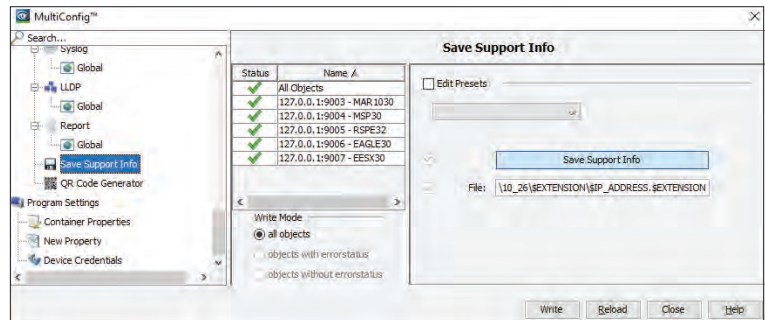 MultiConfig™
Search...
Syslog
Global
LLDP
Global
Report
Global
Save Support Info
QR Code Generator
Program Settings
Container Properties
New Property
Device Credentials
Save Support Info
Status Name
All Objects
127.0.0.1:9003 - MAR1030
127.0.0.1:9004 - MSP30
127.0.0.1:9005 - RSPE32
127.0.0.1:9006 - EAGLE30
127.0.0.1:9007 - EESX30
Write Mode
all objects
objects with errorstatus
objects without errorstatus
Edit Presets
Save Support Info
File: \10_26\$EXTENSION\$IP_ADDRESS.$EXTENSION
Write Reload Close Help